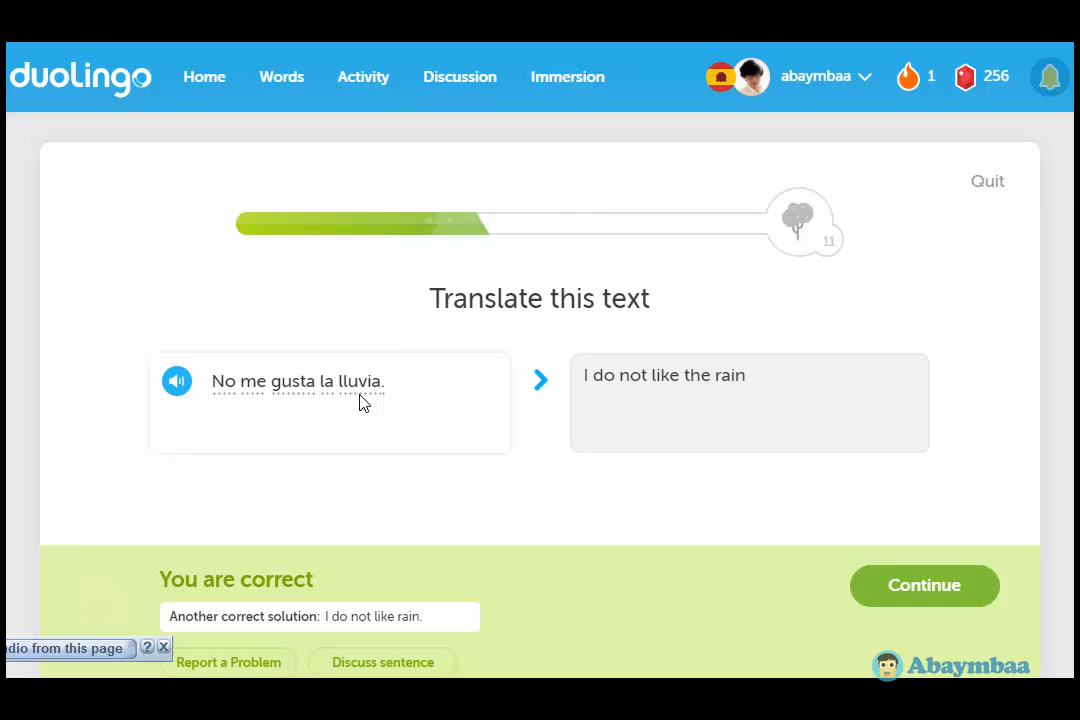 duolingo
Home Words Activity Discussion Immersion abaymbaa 1 256
Quit
11
Translate this text
No me gusta la lluvia.
I do not like the rain
You are correct
Another correct solution: I do not like rain.
Continue
dio from this page ? X
Report a Problem Discuss sentence
Abaymbaa